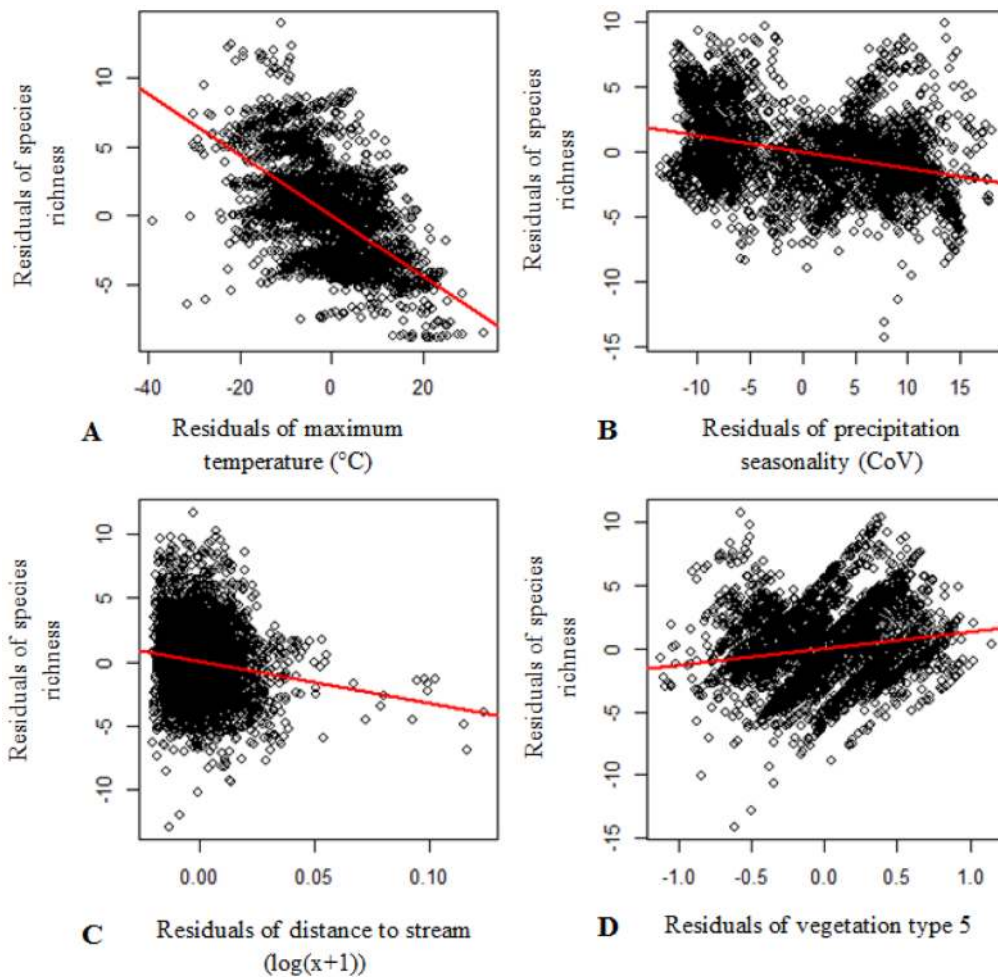 Residuals of species
richness
10
5
0
-5
-40
-20
0
20
A
Residuals of maximum
temperature (°C)
Residuals of species
richness
10
5
0
-5
-10
-15
-10
-5
0
5
10
15
B
Residuals of precipitation
seasonality (CoV)
Residuals of species
richness
10
5
0
-5
-10
0.00
0.05
0.10
C
Residuals of distance to stream
(log(x+1))
Residuals of species
richness
10
5
0
-5
-10
-15
-1.0
-0.5
0.0
0.5
1.0
D
Residuals of vegetation type 5